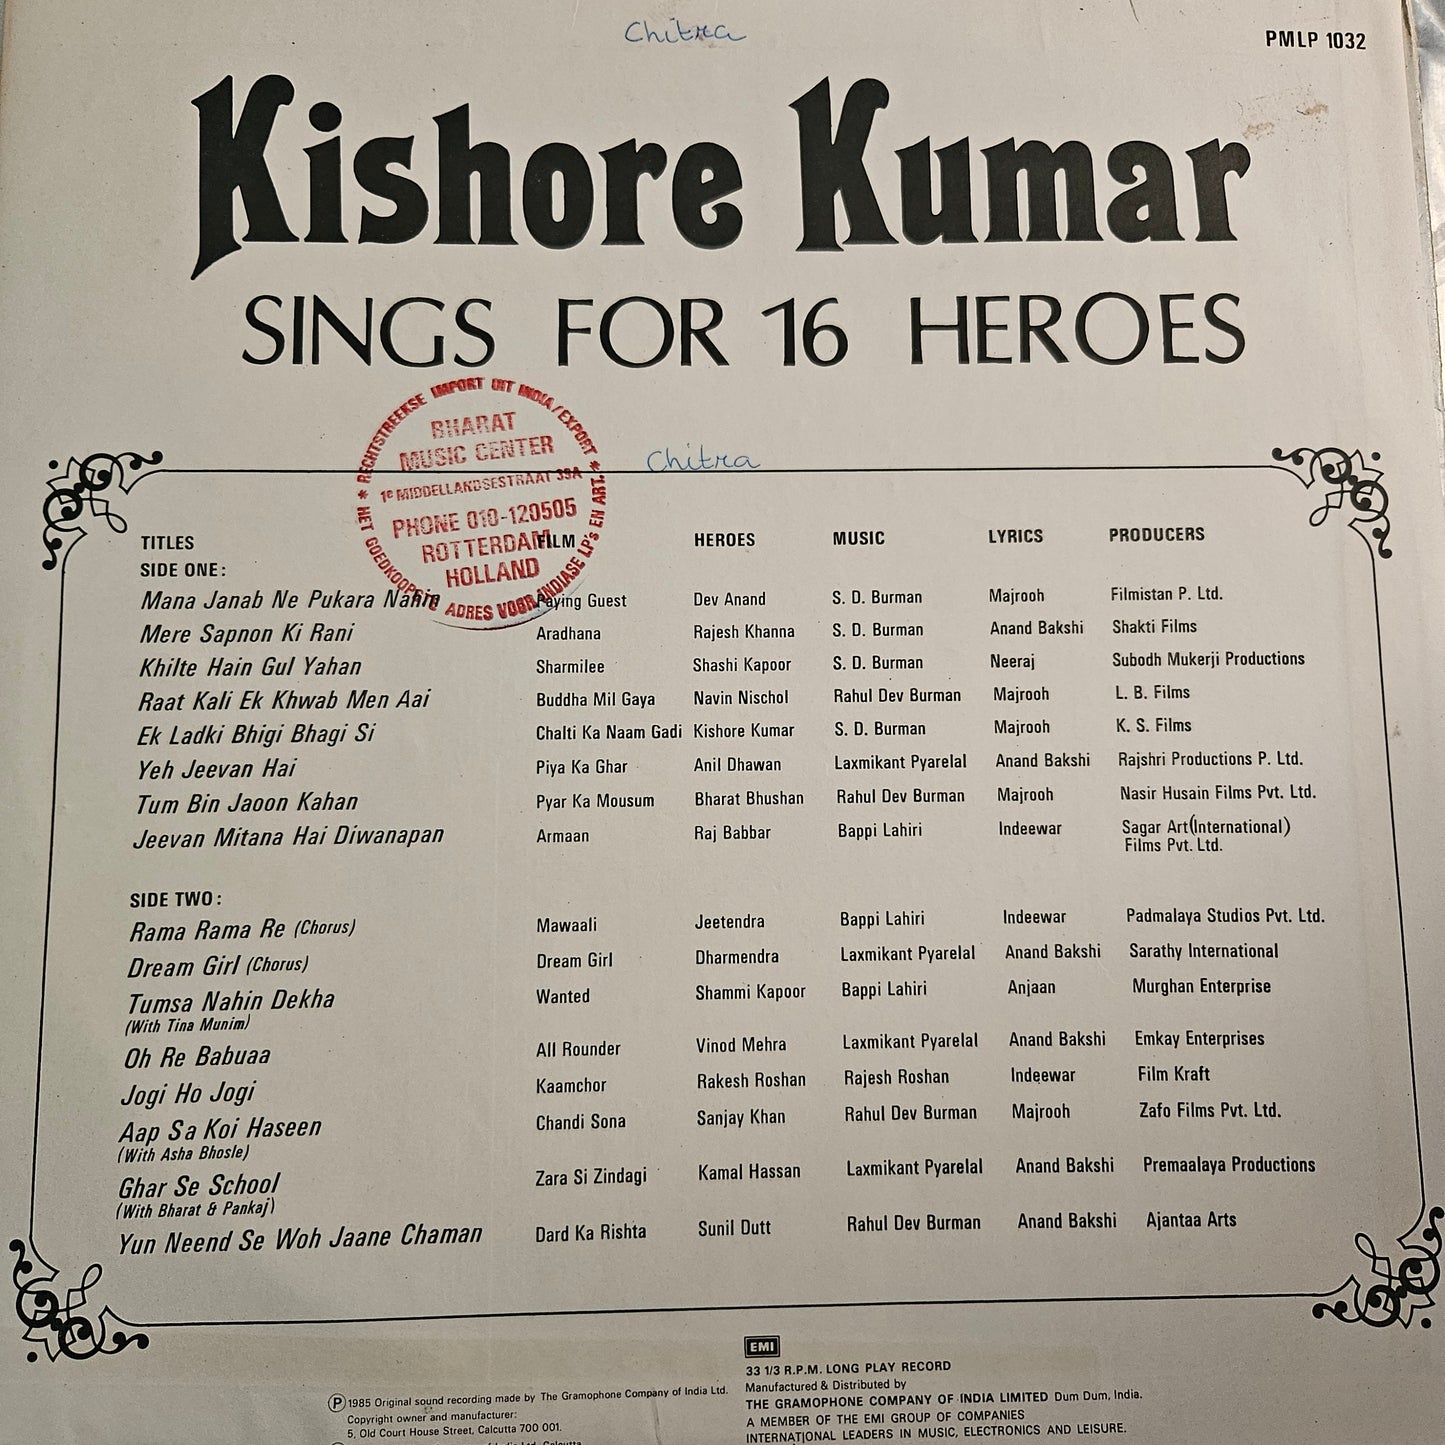 Chitra
PMLP 1032
Kishore Kumar
SINGS FOR 16 HEROES
* RECHTSTREEKSE IMPORT UIT INDIA/EXPORT *
HET GOEDKOOPSTE ADRES VOOR INDIASE LP's EN ART.
BHARAT
MUSIC CENTER
1e MIDDELLANDSESTRAAT 39A
PHONE 010-120505
ROTTERDAM
HOLLAND
Chitra
TITLES FILM HEROES MUSIC LYRICS PRODUCERS
SIDE ONE:
Mana Janab Ne Pukara Nahin Paying Guest Dev Anand S. D. Burman Majrooh Filmistan P. Ltd.
Mere Sapnon Ki Rani Aradhana Rajesh Khanna S. D. Burman Anand Bakshi Shakti Films
Khilte Hain Gul Yahan Sharmilee Shashi Kapoor S. D. Burman Neeraj Subodh Mukerji Productions
Raat Kali Ek Khwab Men Aai Buddha Mil Gaya Navin Nischol Rahul Dev Burman Majrooh L. B. Films
Ek Ladki Bhigi Bhagi Si Chalti Ka Naam Gadi Kishore Kumar S. D. Burman Majrooh K. S. Films
Yeh Jeevan Hai Piya Ka Ghar Anil Dhawan Laxmikant Pyarelal Anand Bakshi Rajshri Productions P. Ltd.
Tum Bin Jaoon Kahan Pyar Ka Mousum Bharat Bhushan Rahul Dev Burman Majrooh Nasir Husain Films Pvt. Ltd.
Jeevan Mitana Hai Diwanapan Armaan Raj Babbar Bappi Lahiri Indeewar Sagar Art(International)
Films Pvt. Ltd.
SIDE TWO:
Rama Rama Re (Chorus) Mawaali Jeetendra Bappi Lahiri Indeewar Padmalaya Studios Pvt. Ltd.
Dream Girl (Chorus) Dream Girl Dharmendra Laxmikant Pyarelal Anand Bakshi Sarathy International
Tumsa Nahin Dekha Wanted Shammi Kapoor Bappi Lahiri Anjaan Murghan Enterprise
(With Tina Munim)
Oh Re Babuaa All Rounder Vinod Mehra Laxmikant Pyarelal Anand Bakshi Emkay Enterprises
Jogi Ho Jogi Kaamchor Rakesh Roshan Rajesh Roshan Indeewar Film Kraft
Aap Sa Koi Haseen Chandi Sona Sanjay Khan Rahul Dev Burman Majrooh Zafo Films Pvt. Ltd.
(With Asha Bhosle)
Ghar Se School Zara Si Zindagi Kamal Hassan Laxmikant Pyarelal Anand Bakshi Premaalaya Productions
(With Bharat & Pankaj)
Yun Neend Se Woh Jaane Chaman Dard Ka Rishta Sunil Dutt Rahul Dev Burman Anand Bakshi Ajantaa Arts
EMI
33 1/3 R.P.M. LONG PLAY RECORD
Manufactured & Distributed by
THE GRAMOPHONE COMPANY OF INDIA LIMITED Dum Dum, India.
A MEMBER OF THE EMI GROUP OF COMPANIES
INTERNATIONAL LEADERS IN MUSIC, ELECTRONICS AND LEISURE.
Ⓟ1985 Original sound recording made by The Gramophone Company of India Ltd.
Copyright owner and manufacturer:
5, Old Court House Street, Calcutta 700 001.